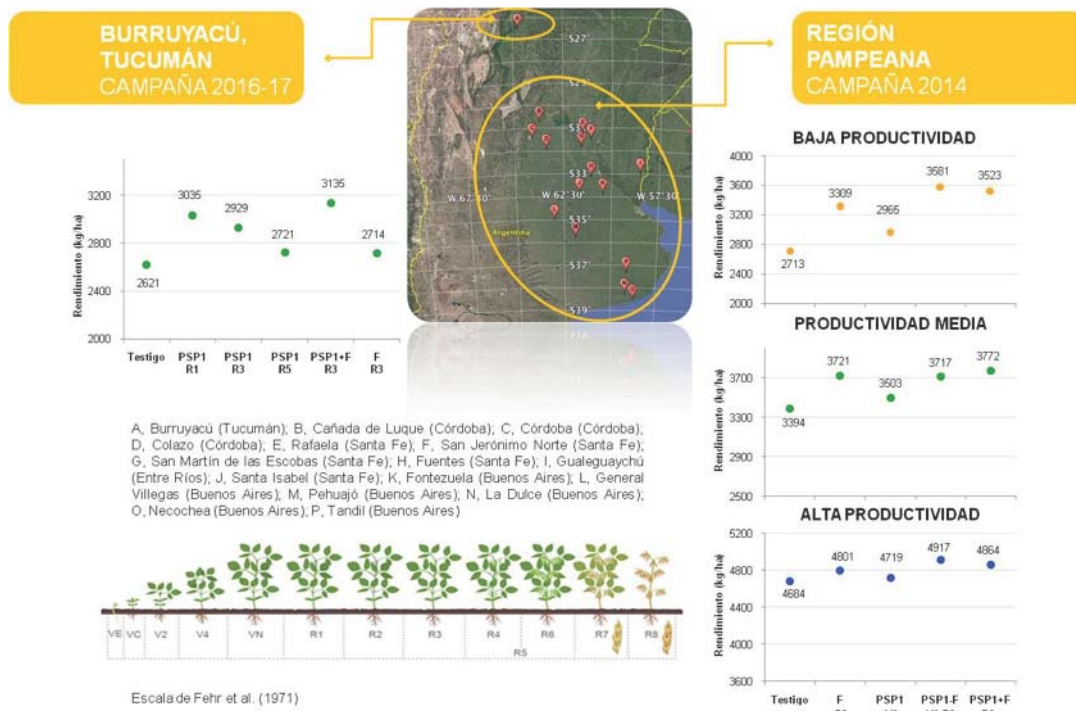 BURRUYACÚ,
TUCUMÁN
CAMPAÑA 2016-17
REGIÓN
PAMPEANA
CAMPAÑA 2014
S27°
S33
W 67°30'
W 62°30'
W 57°30'
S35°
Argentina
S37°
S39°
Rendimiento (kg/ha)
3200
2800
2400
2000
2621
3035
2929
2721
3135
2714
Testigo PSP1 PSP1 PSP1 PSP1+F F
R1 R3 R5 R3 R3
A, Burruyacú (Tucumán); B, Cañada de Luque (Córdoba); C, Córdoba (Córdoba);
D, Colazo (Córdoba); E, Rafaela (Santa Fe); F, San Jerónimo Norte (Santa Fe);
G, San Martín de las Escobas (Santa Fe); H, Fuentes (Santa Fe); I, Gualeguaychú
(Entre Ríos); J, Santa Isabel (Santa Fe); K, Fontezuela (Buenos Aires); L, General
Villegas (Buenos Aires); M, Pehuajó (Buenos Aires); N, La Dulce (Buenos Aires);
O, Necochea (Buenos Aires); P, Tandil (Buenos Aires)
VE VC V2 V4 VN R1 R2 R3 R4 R6 R7 R8
R5
Escala de Fehr et al. (1971)
BAJA PRODUCTIVIDAD
Rendimiento (kg/ha)
4000
3600
3200
2800
2400
2000
2713
3309
2965
3581
3523
PRODUCTIVIDAD MEDIA
Rendimiento (kg/ha)
3700
3300
2900
2500
3394
3721
3503
3717
3772
ALTA PRODUCTIVIDAD
Rendimiento (kg/ha)
5200
4800
4400
4000
3600
4684
4801
4719
4917
4864
Testigo F PSP1 PSP1-F PSP1+F